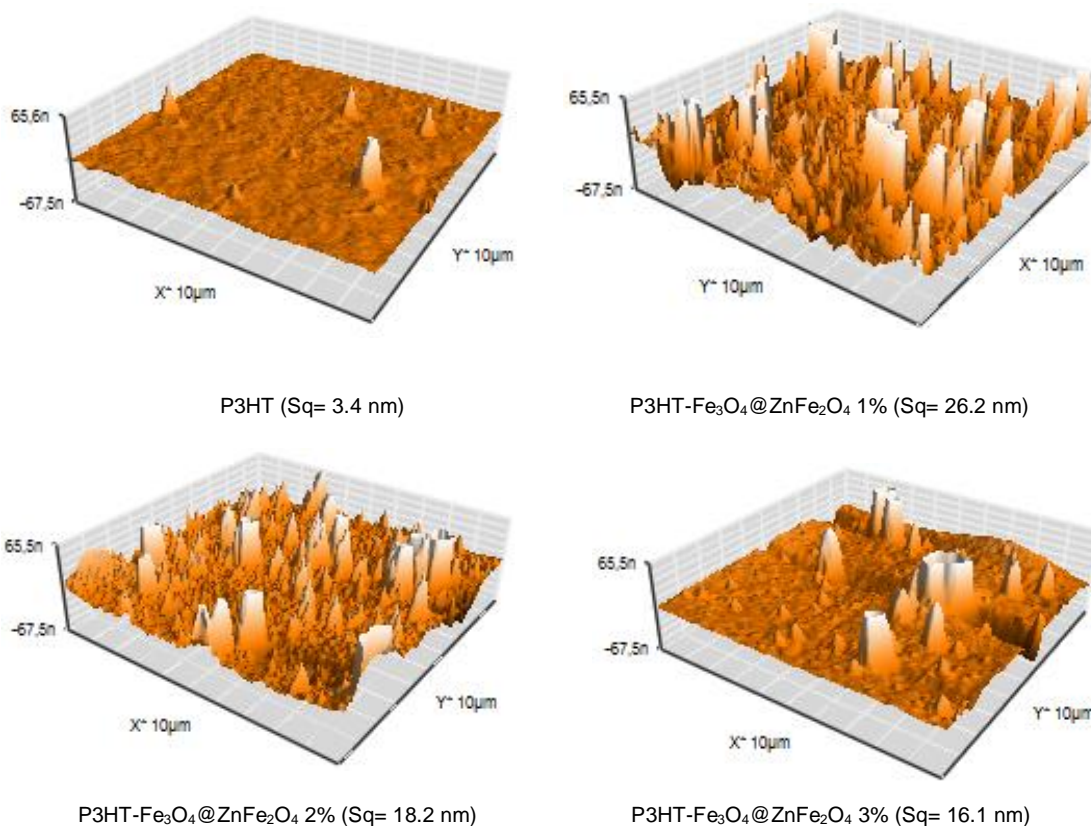 65,6n
-67,5n
X* 10µm
Y* 10µm
P3HT (Sq= 3.4 nm)
65,5n
-67,5n
Y* 10µm
X* 10µm
P3HT-Fe₃O₄@ZnFe₂O₄ 1% (Sq= 26.2 nm)
65,5n
-67,5n
X* 10µm
Y* 10µm
P3HT-Fe₃O₄@ZnFe₂O₄ 2% (Sq= 18.2 nm)
65,5n
-67,5n
X* 10µm
Y* 10µm
P3HT-Fe₃O₄@ZnFe₂O₄ 3% (Sq= 16.1 nm)